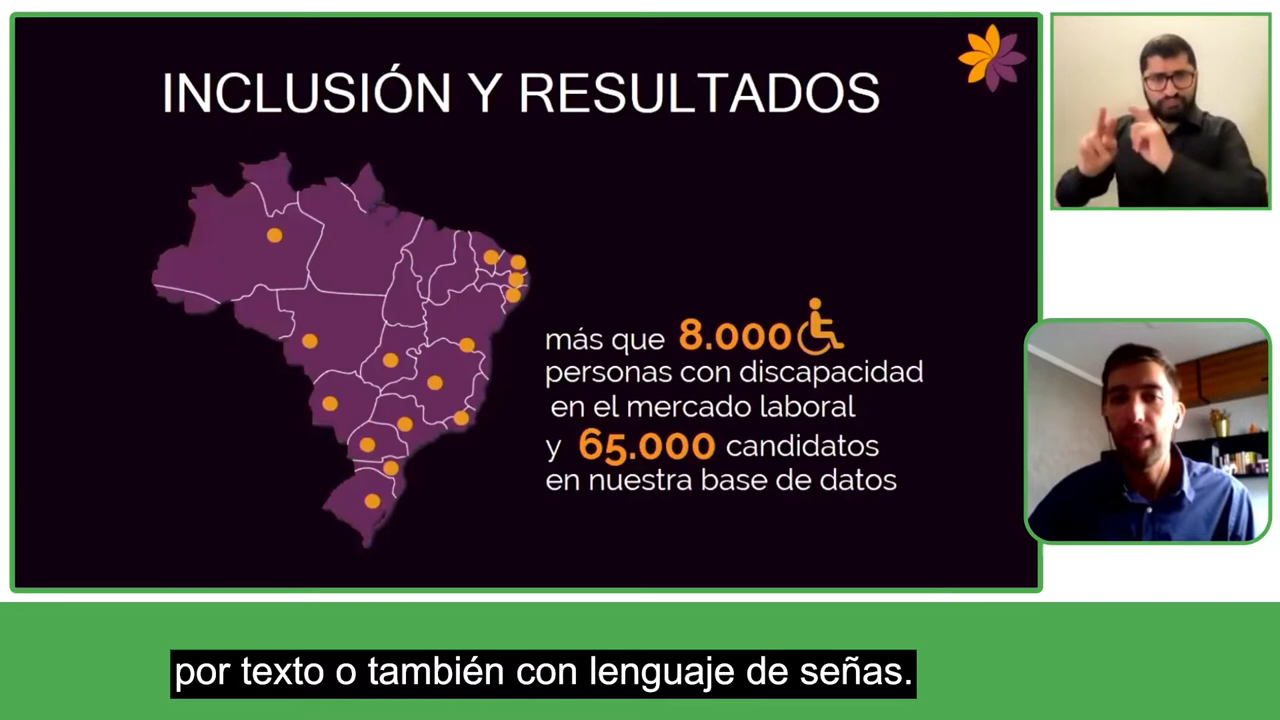 INCLUSIÓN Y RESULTADOS
más que 8.000
personas con discapacidad
en el mercado laboral
y 65.000 candidatos
en nuestra base de datos
por texto o también con lenguaje de señas.